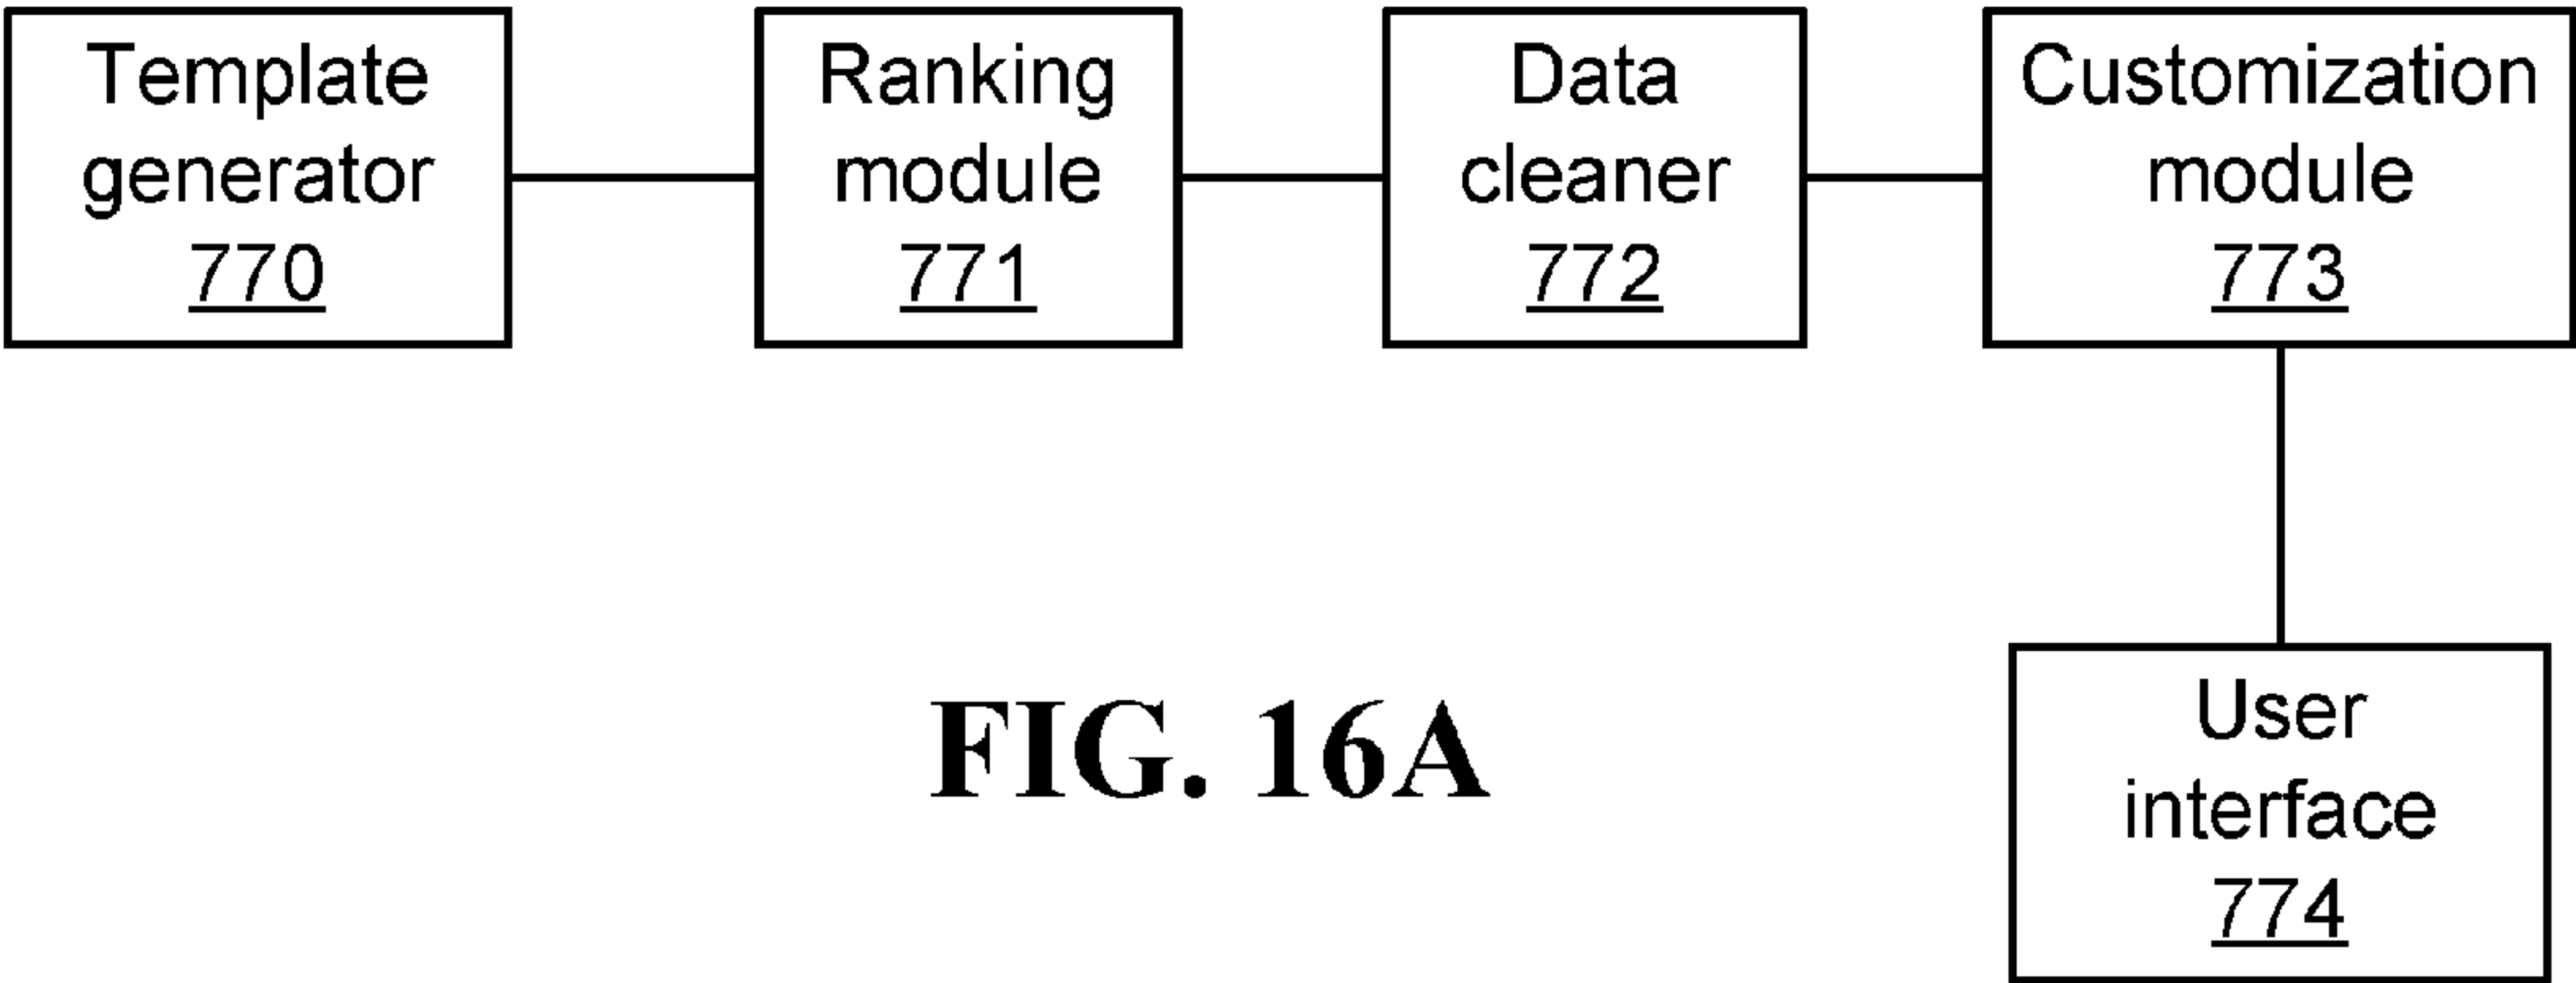 Template
generator
770
Ranking
module
771
Data
cleaner
772
Customization
module
773
User
interface
774
FIG. 16A